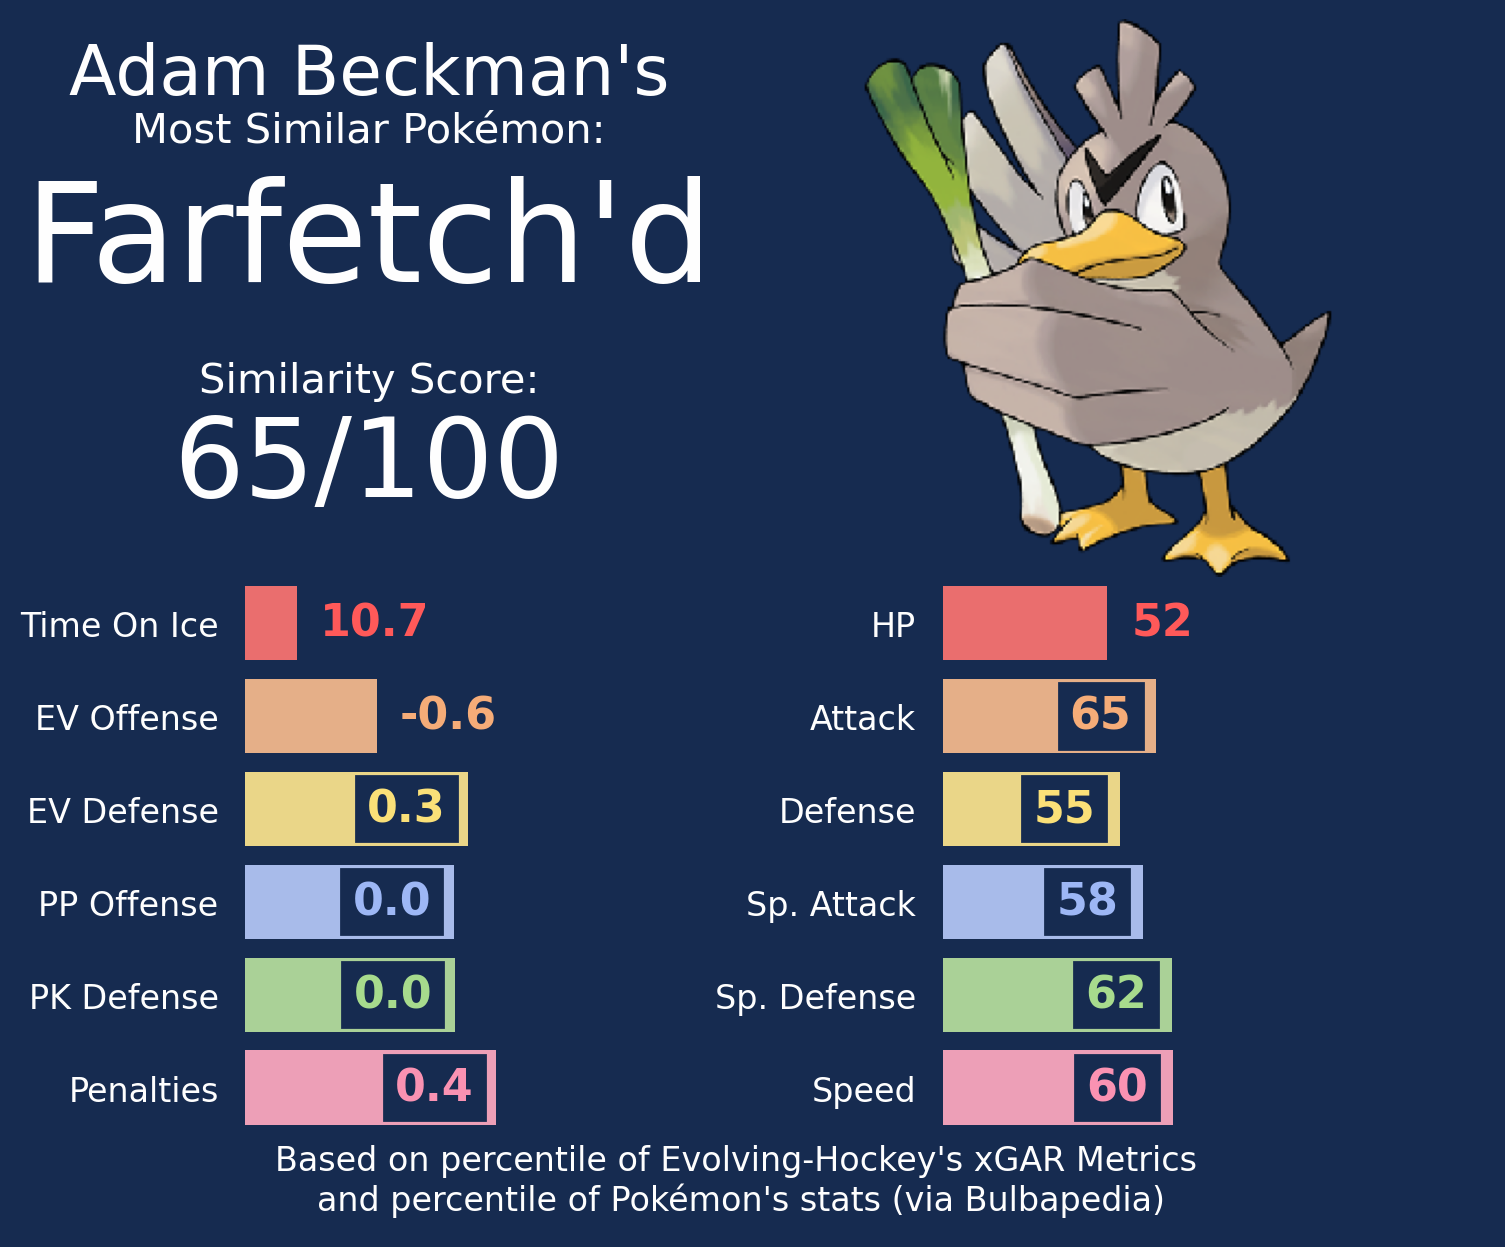 Adam Beckman's
Most Similar Pokémon:
Farfetch'd
Similarity Score:
65/100
Time On Ice 10.7
EV Offense -0.6
EV Defense 0.3
PP Offense 0.0
PK Defense 0.0
Penalties 0.4
HP 52
Attack 65
Defense 55
Sp. Attack 58
Sp. Defense 62
Speed 60
Based on percentile of Evolving-Hockey's xGAR Metrics
and percentile of Pokémon's stats (via Bulbapedia)